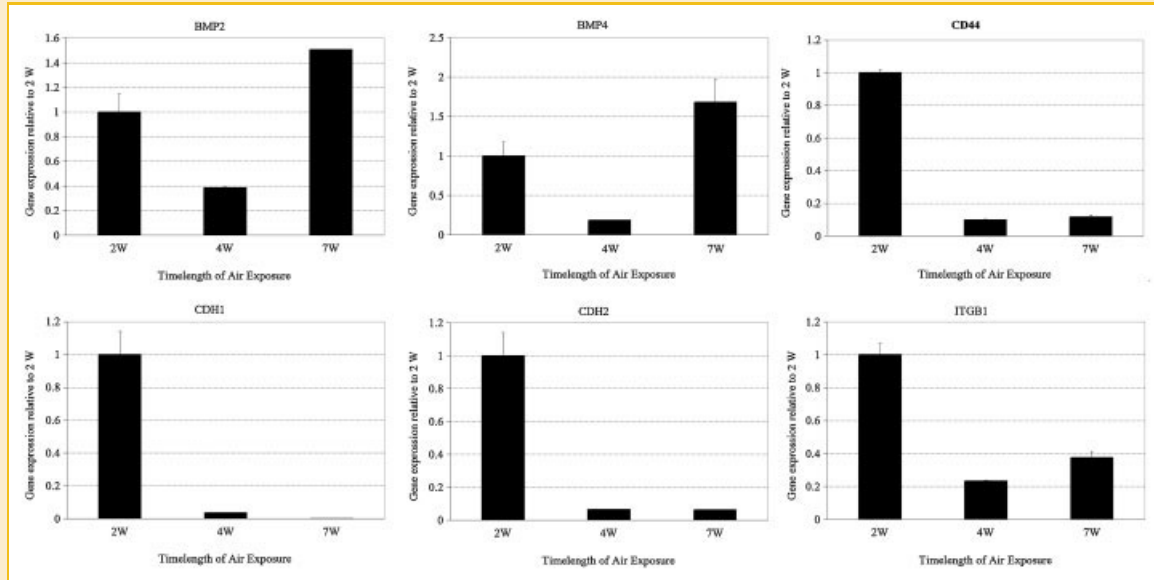 BMP2
Gene expression relative to 2 W
1.6
1.4
1.2
1
0.8
0.6
0.4
0.2
0
2W 4W 7W
Timelength of Air Exposure
BMP4
Gene expression relative to 2 W
2.5
2
1.5
1
0.5
0
2W 4W 7W
Timelength of Air Exposure
CD44
Gene expression relative to 2 W
1.2
1
0.8
0.6
0.4
0.2
0
2W 4W 7W
Timelength of Air Exposure
CDH1
Gene expression relative to 2 W
1.2
1
0.8
0.6
0.4
0.2
0
2W 4W 7W
Timelength of Air Exposure
CDH2
Gene expression relative to 2 W
1.2
1
0.8
0.6
0.4
0.2
0
2W 4W 7W
Timelength of Air Exposure
ITGB1
Gene expression relative to 2 W
1.2
1
0.8
0.6
0.4
0.2
0
2W 4W 7W
Timelength of Air Exposure